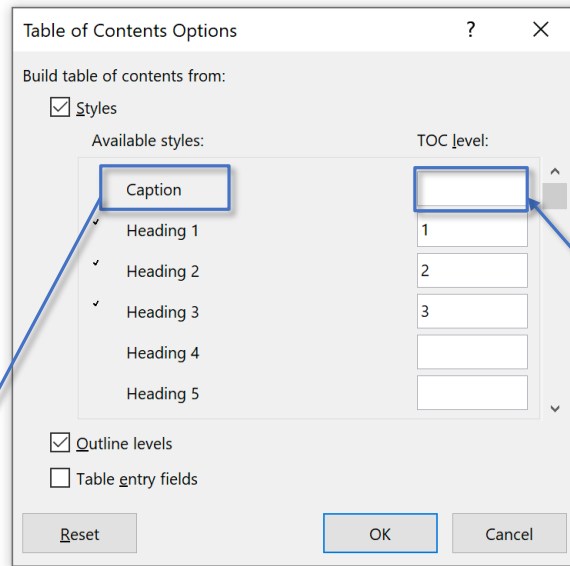 Table of Contents Options ?
Build table of contents from:
Styles
Available styles: TOC level:
Caption
Heading 1 1
Heading 2 2
Heading 3 3
Heading 4
Heading 5
Outline levels
Table entry fields
Reset OK Cancel